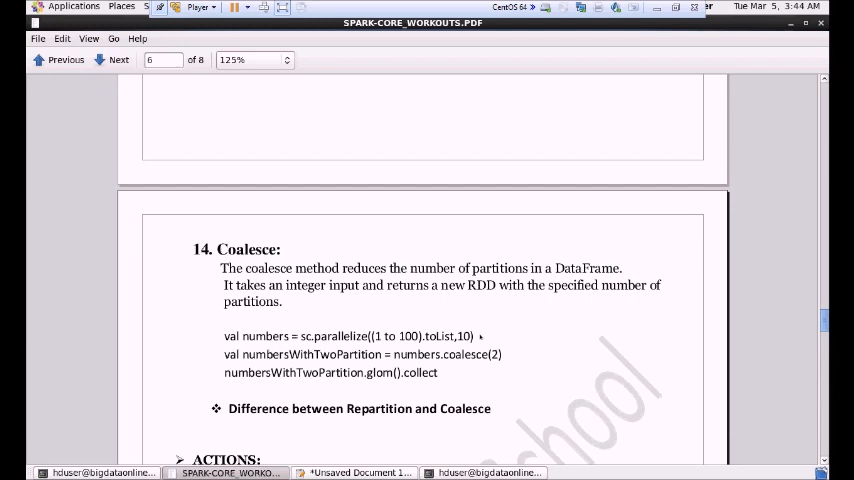 Applications Places S Player CentOS 64 » er Tue Mar 5, 3:44 AM
SPARK-CORE_WORKOUTS.PDF
File Edit View Go Help
Previous Next 6 of 8 125%
14. Coalesce:
The coalesce method reduces the number of partitions in a DataFrame.
It takes an integer input and returns a new RDD with the specified number of
partitions.
val numbers = sc.parallelize((1 to 100).toList,10)
val numbersWithTwoPartition = numbers.coalesce(2)
numbersWithTwoPartition.glom().collect
❖ Difference between Repartition and Coalesce
➢ ACTIONS:
school
hduser@bigdataonline... SPARK-CORE_WORKO... *Unsaved Document 1... hduser@bigdataonline...